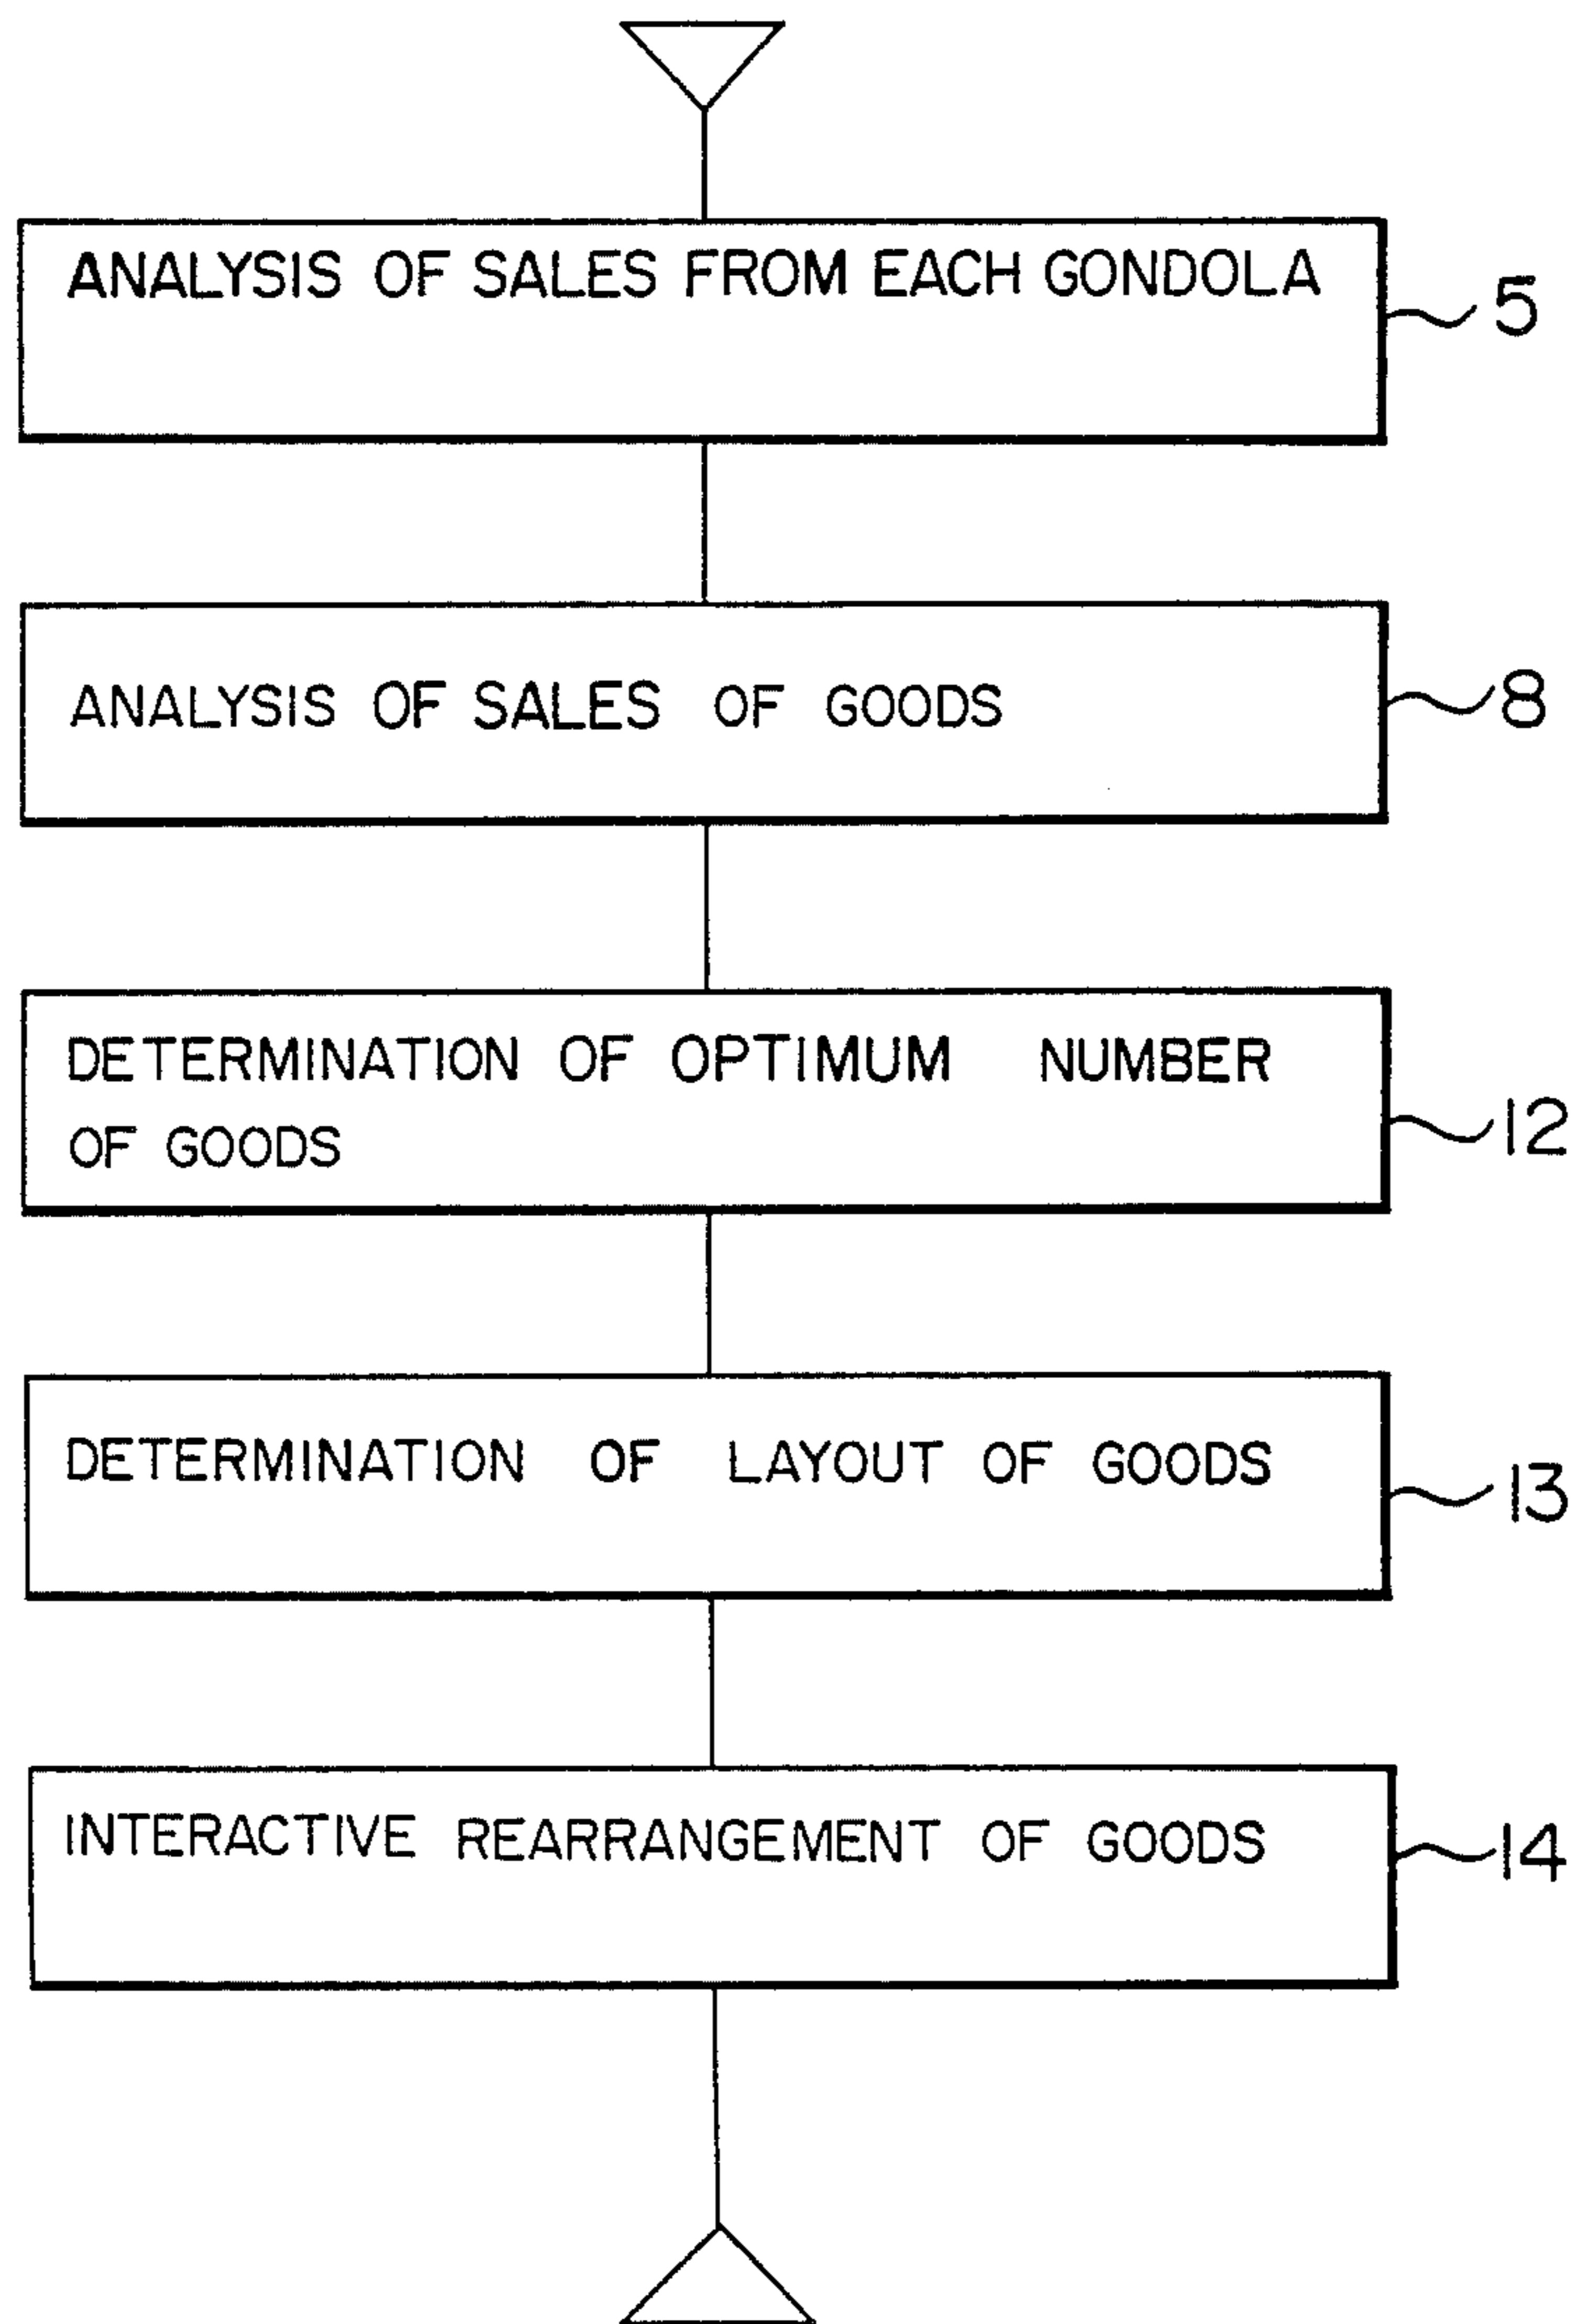 ANALYSIS OF SALES FROM EACH GONDOLA
5
ANALYSIS OF SALES OF GOODS
8
DETERMINATION OF OPTIMUM NUMBER
OF GOODS
12
DETERMINATION OF LAYOUT OF GOODS
13
INTERACTIVE REARRANGEMENT OF GOODS
14